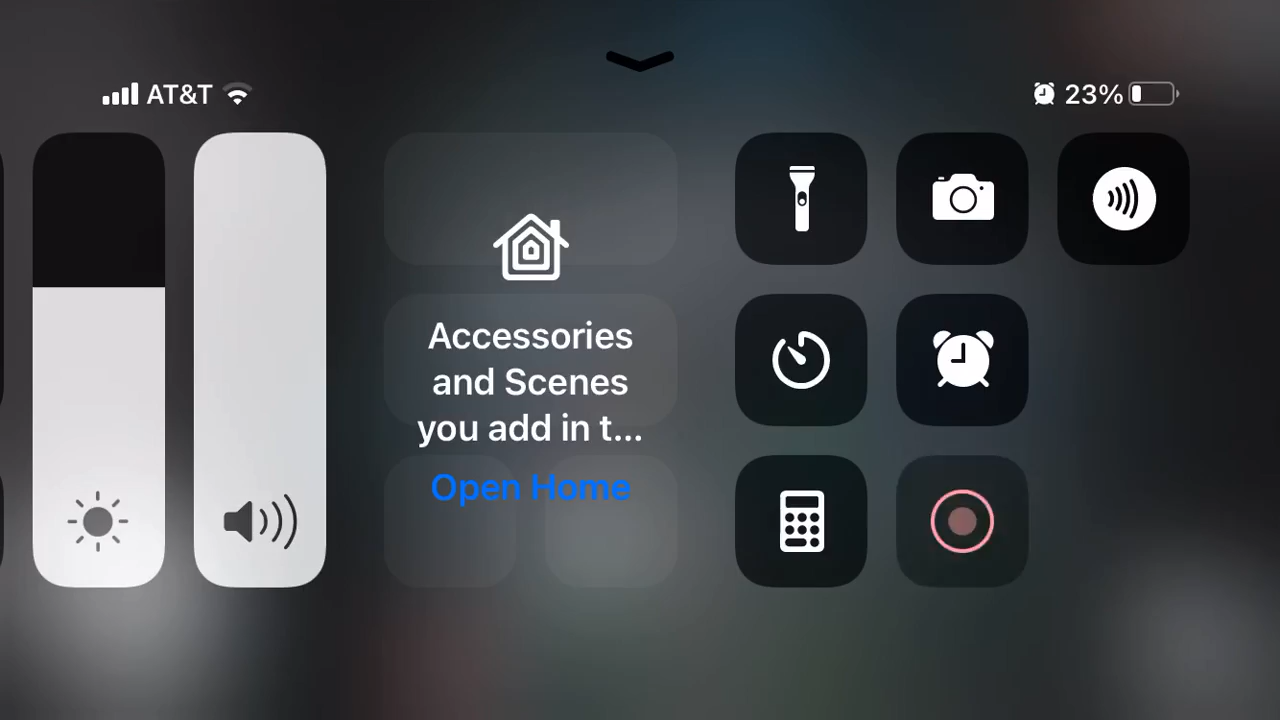 AT&T
23%
Accessories
and Scenes
you add in t...
Open Home